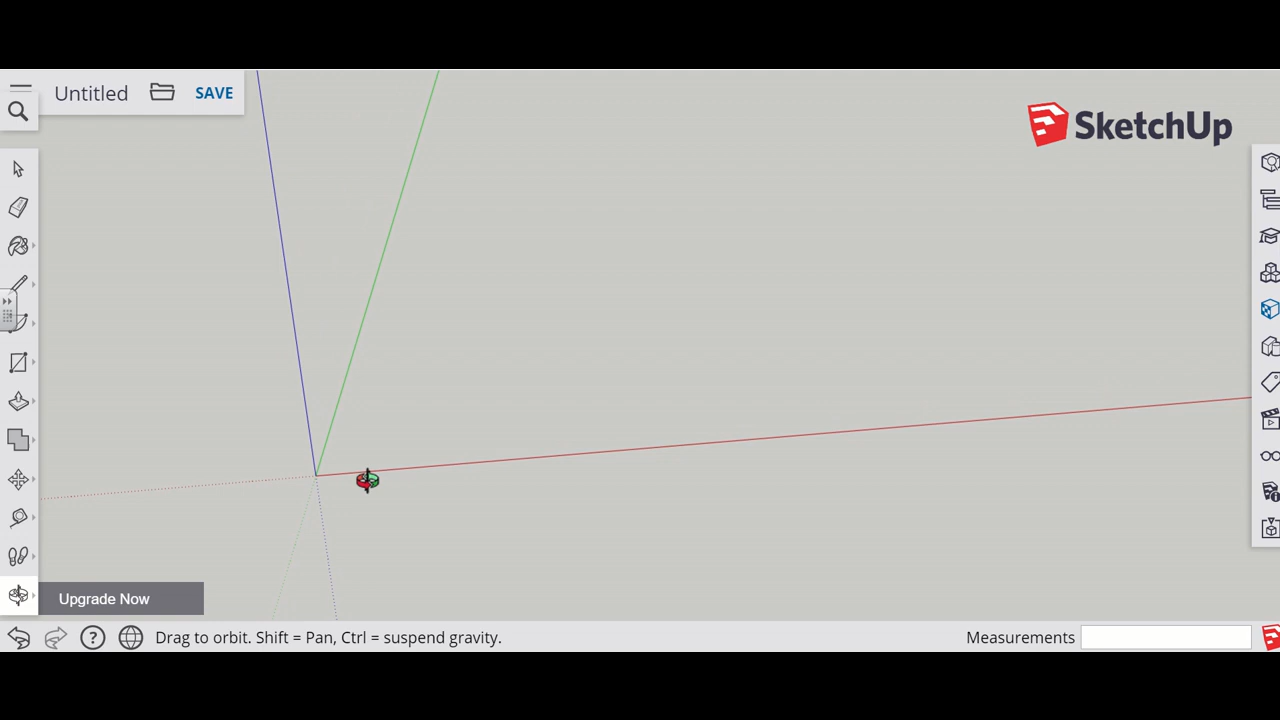 Untitled
SAVE
SketchUp
Upgrade Now
Drag to orbit. Shift = Pan, Ctrl = suspend gravity.
Measurements